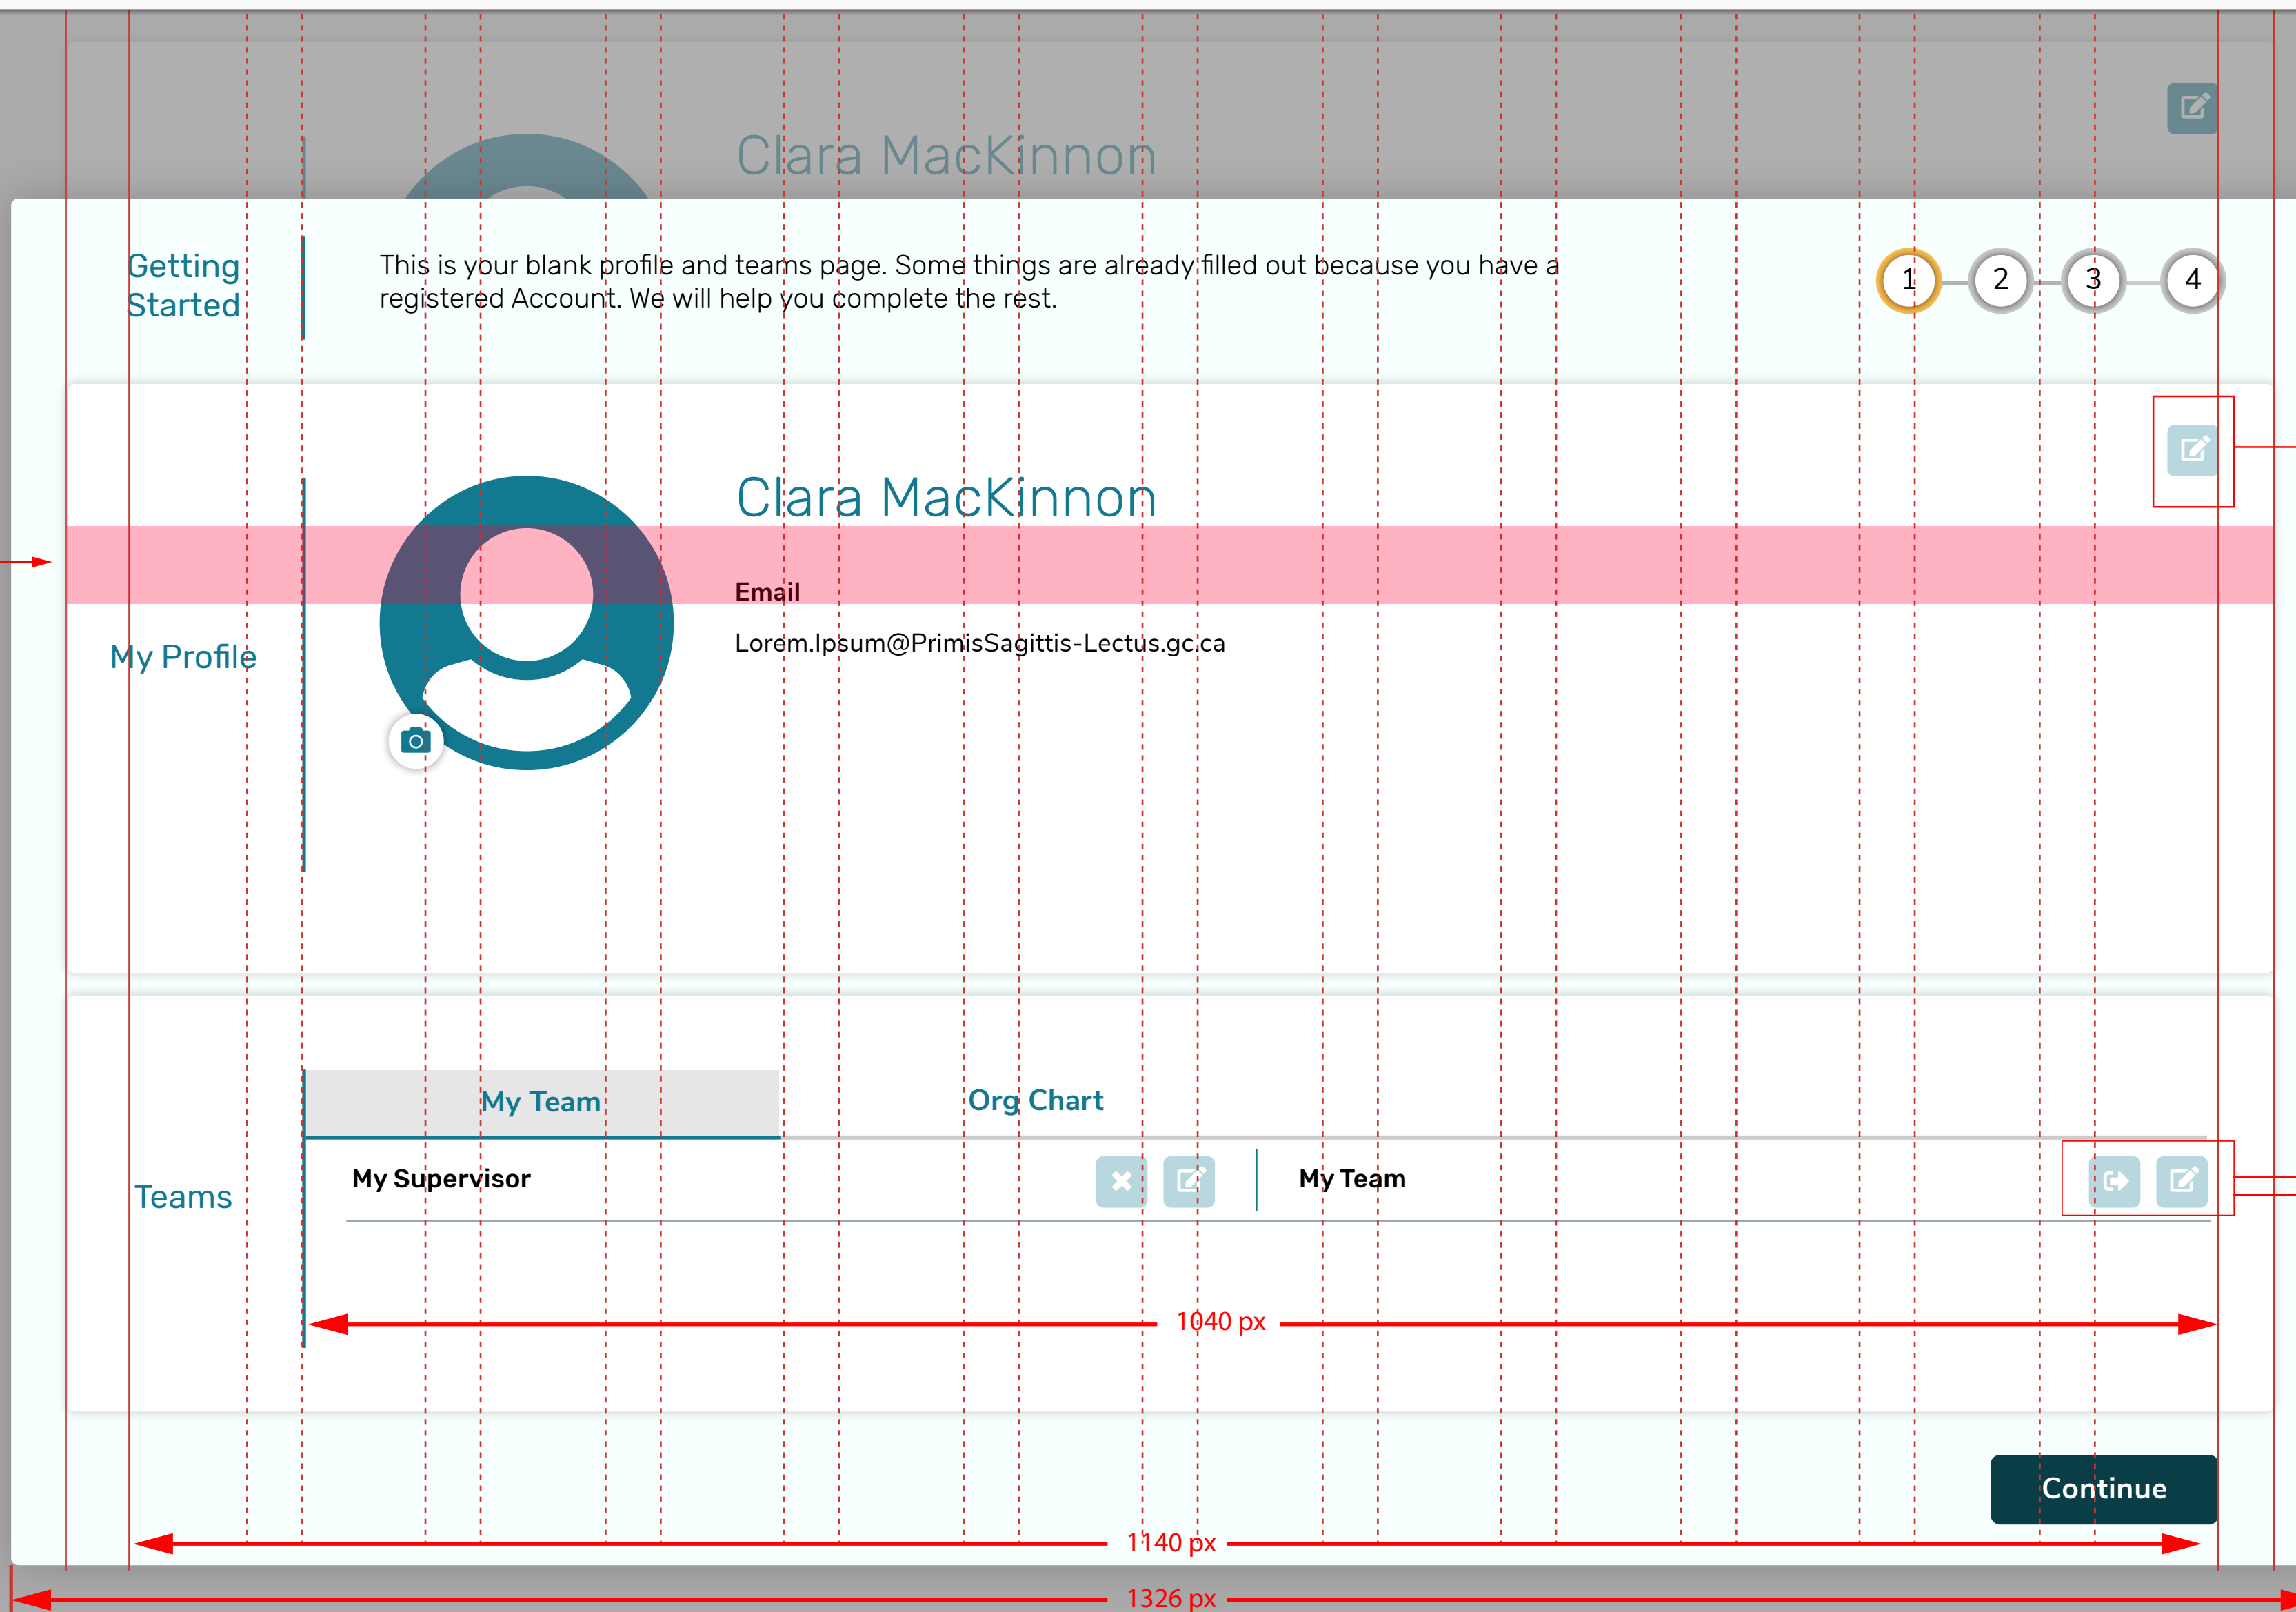 Clara MacKinnon
Getting
Started
This is your blank profile and teams page. Some things are already filled out because you have a
registered Account. We will help you complete the rest.
1
2
3
4
Clara MacKinnon
Email
Lorem.Ipsum@PrimisSagittis-Lectus.gc.ca
My Profile
My Team
Org Chart
My Supervisor
My Team
Teams
1040 px
Continue
1140 px
1326 px